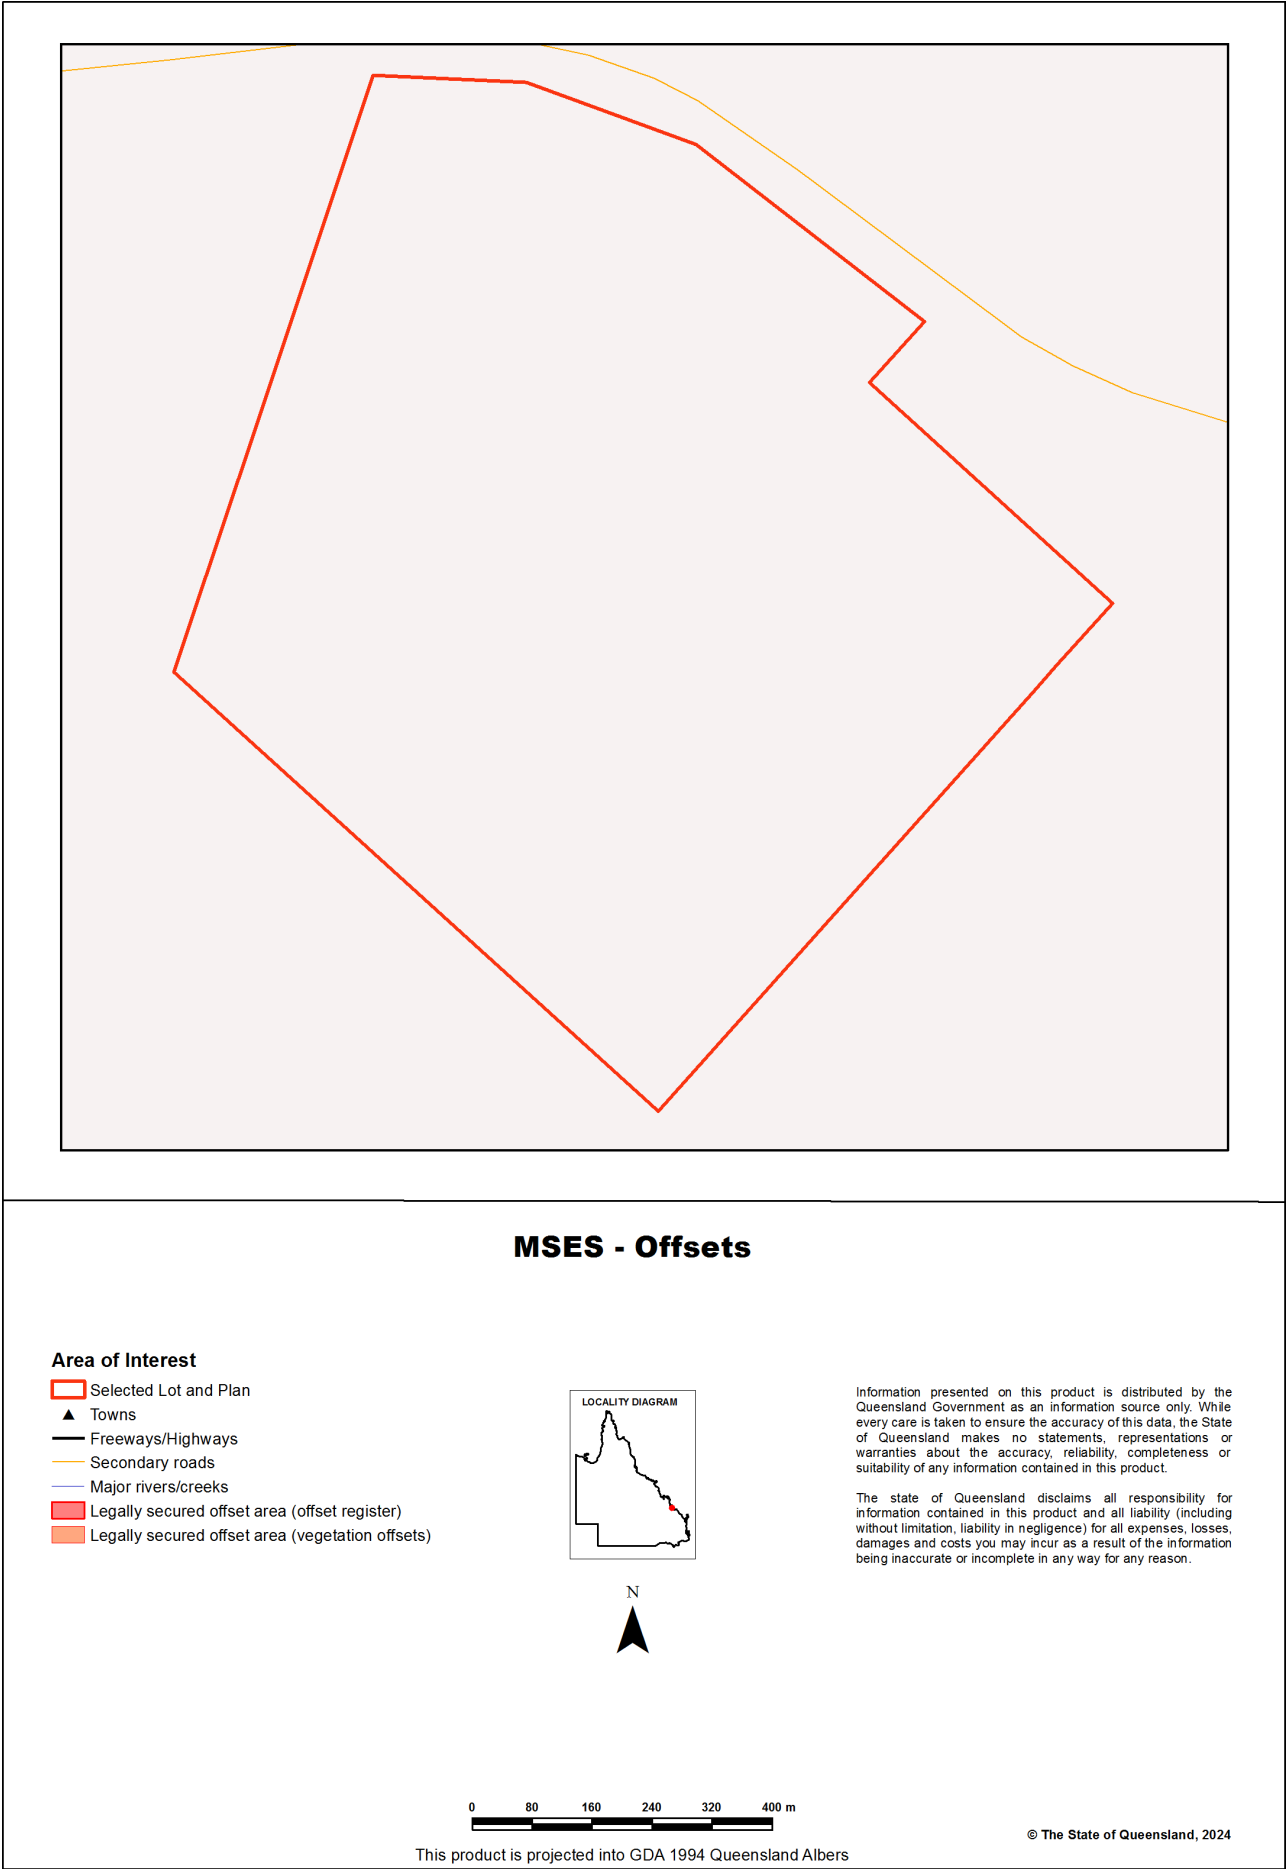 MSES - Offsets
Area of Interest
Selected Lot and Plan
Towns
Freeways/Highways
Secondary roads
Major rivers/creeks
Legally secured offset area (offset register)
Legally secured offset area (vegetation offsets)
LOCALITY DIAGRAM
N
Information presented on this product is distributed by the
Queensland Government as an information source only. While
every care is taken to ensure the accuracy of this data, the State
of Queensland makes no statements, representations or
warranties about the accuracy, reliability, completeness or
suitability of any information contained in this product.
The state of Queensland disclaims all responsibility for
information contained in this product and all liability (including
without limitation, liability in negligence) for all expenses, losses,
damages and costs you may incur as a result of the information
being inaccurate or incomplete in any way for any reason.
0 80 160 240 320 400 m
This product is projected into GDA 1994 Queensland Albers
© The State of Queensland, 2024